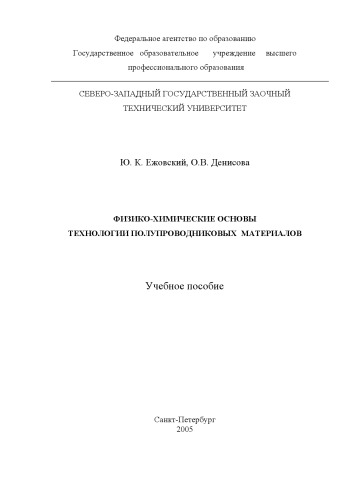 Федеральное агентство по образованию
Государственное образовательное учреждение высшего
профессионального образования
СЕВЕРО-ЗАПАДНЫЙ ГОСУДАРСТВЕННЫЙ ЗАОЧНЫЙ
ТЕХНИЧЕСКИЙ УНИВЕРСИТЕТ
Ю. К. Ежовский, О.В. Денисова
ФИЗИКО-ХИМИЧЕСКИЕ ОСНОВЫ
ТЕХНОЛОГИИ ПОЛУПРОВОДНИКОВЫХ МАТЕРИАЛОВ
Учебное пособие
Санкт-Петербург
2005